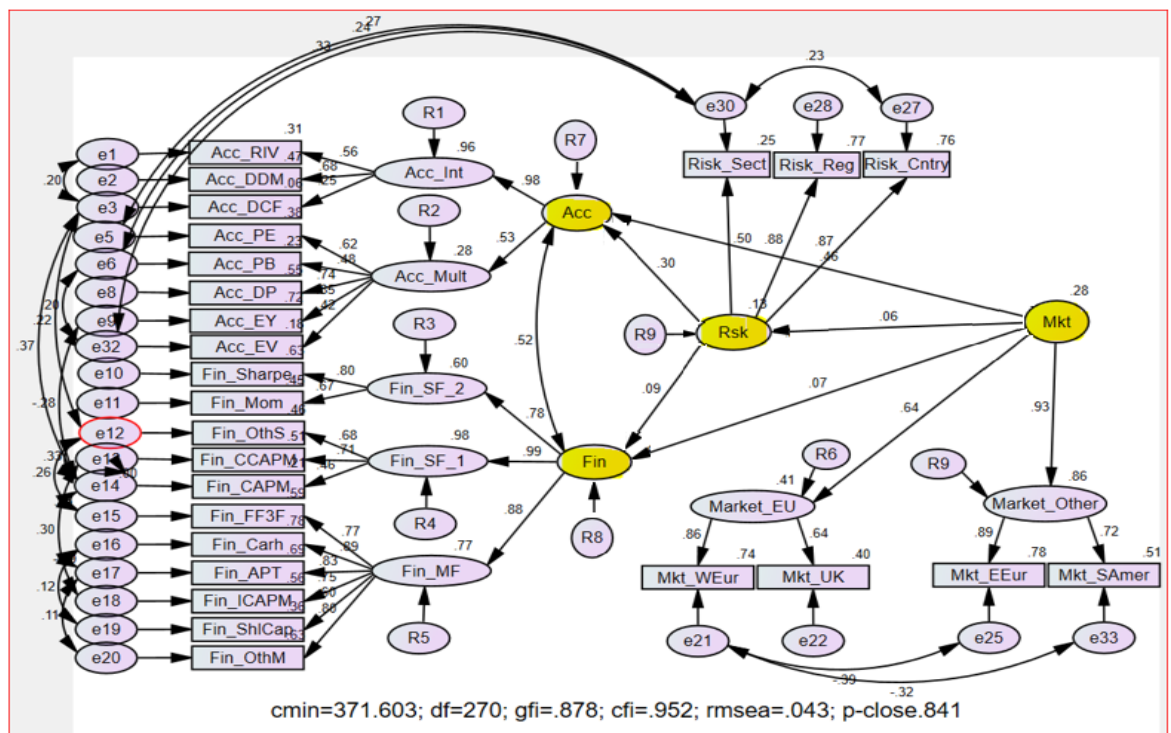 .27
.24
.33
.23
e30 e28 e27
R1
R7
.31
.25 .77 .76
e1 Acc_RIV .47 .56 .96
Risk_Sect Risk_Reg Risk_Cntry
e2 Acc_DDM .06 .68 Acc_Int .98
.20 e3 Acc_DCF .38 .25 R2 Acc
e5 Acc_PE .23 .62 .28 .53 .50 .88 .87 .46
e6 Acc_PB .55 .48 Acc_Mult .30
e8 Acc_DP .72 .74 .28
.20 e9 Acc_EY .18 .42 R3 .13 Mkt
.22 e32 Acc_EV .63 R9 Rsk .06
.37 e10 Fin_Sharpe .80 .60 .52
e11 Fin_Mom .46 .67 Fin_SF_2 .09 .07
-.28 e12 Fin_OthS .51 .68 .98 .78 .64 .93
Fin_CCAPM .71 Fin_SF_1 .99 Fin
.26 e14 Fin_CAPM .59 .46 R6 R9
e15 Fin_FF3F .78 .77 R4 .88 R8 .41 .86
.30 e16 Fin_Carh .69 .89 .77 Market_EU Market_Other
e17 Fin_APT .56 .83 Fin_MF .86 .64 .89 .72
.12 e18 Fin_ICAPM .36 .75 .74 .40 .78 .51
.11 e19 Fin_ShlCap .63 .80 R5 Mkt_WEur Mkt_UK Mkt_EEur Mkt_SAmer
e20 Fin_OthM e21 e22 e25 e33
-.39
-.32
cmin=371.603; df=270; gfi=.878; cfi=.952; rmsea=.043; p-close.841